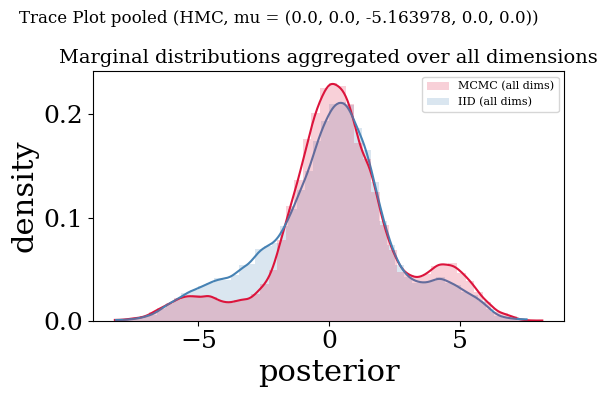 Trace Plot pooled (HMC, mu = (0.0, 0.0, -5.163978, 0.0, 0.0))
Marginal distributions aggregated over all dimensions
MCMC (all dims)
IID (all dims)
density
0.2
0.1
0.0
−5
0
5
posterior